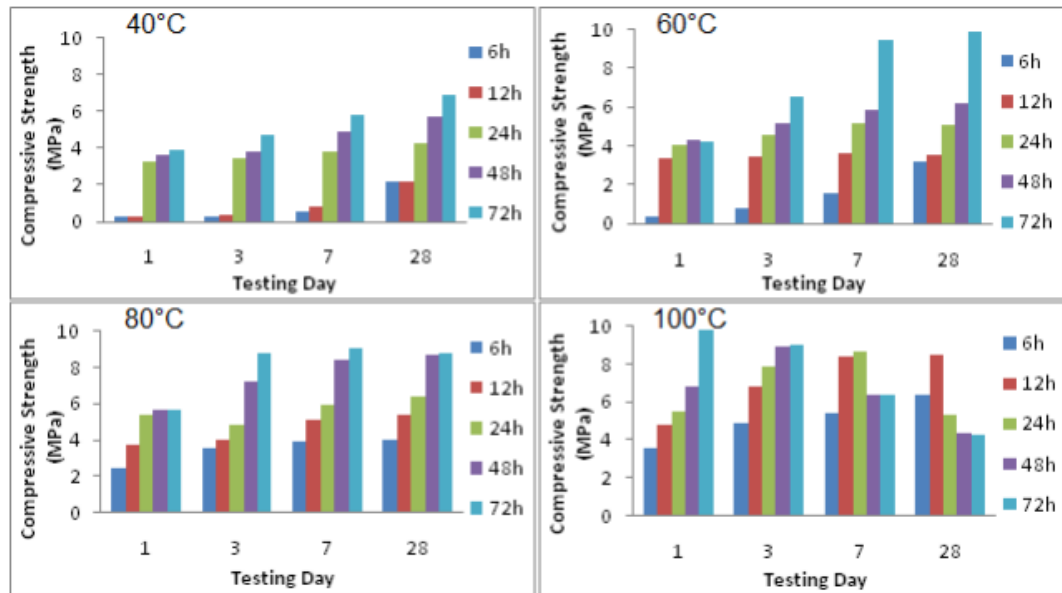 40°C
Compressive Strength
(MPa)
10
8
6
4
2
0
1 3 7 28
Testing Day
6h
12h
24h
48h
72h
60°C
Compressive Strength
(MPa)
10
8
6
4
2
0
1 3 7 28
Testing Day
6h
12h
24h
48h
72h
80°C
Compressive Strength
(MPa)
10
8
6
4
2
0
1 3 7 28
Testing Day
6h
12h
24h
48h
72h
100°C
Compressive Strength
(MPa)
10
8
6
4
2
0
1 3 7 28
Testing Day
6h
12h
24h
48h
72h